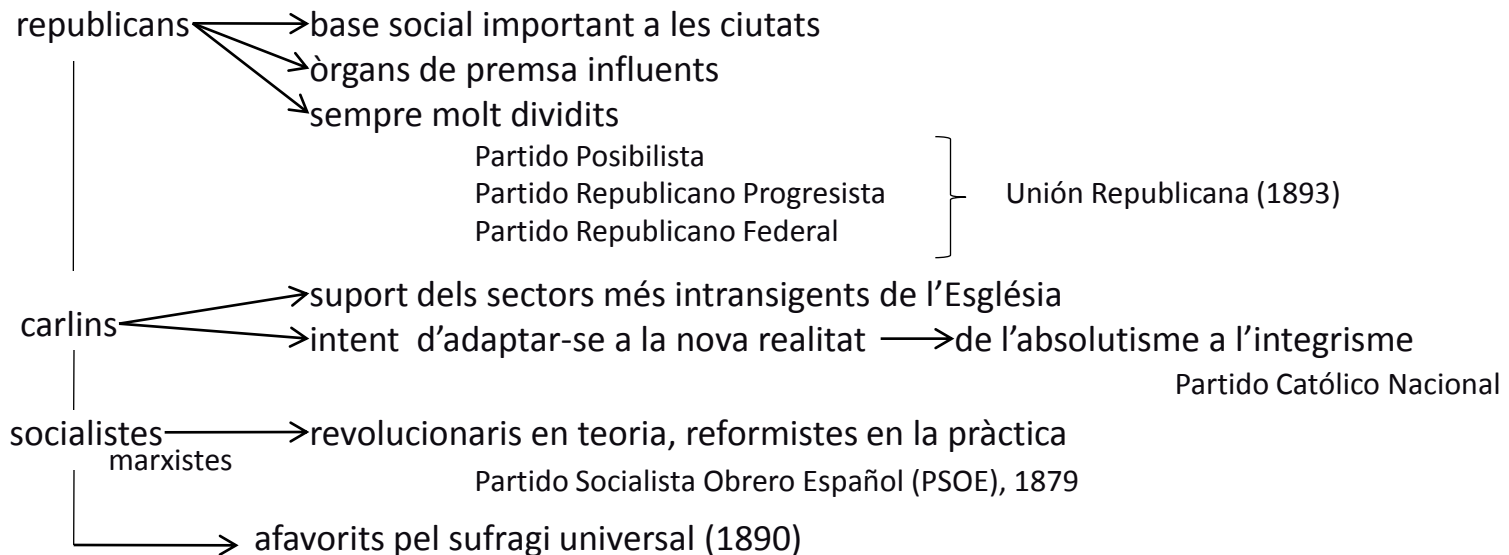 republicans base social important a les ciutats
òrgans de premsa influents
sempre molt dividits
Partido Posibilista
Partido Republicano Progresista Unión Republicana (1893)
Partido Republicano Federal
suport dels sectors més intransigents de l’Església
carlins intent d’adaptar-se a la nova realitat de l’absolutisme a l’integrisme
Partido Católico Nacional
socialistes revolucionaris en teoria, reformistes en la pràctica
marxistes
Partido Socialista Obrero Español (PSOE), 1879
afavorits pel sufragi universal (1890)